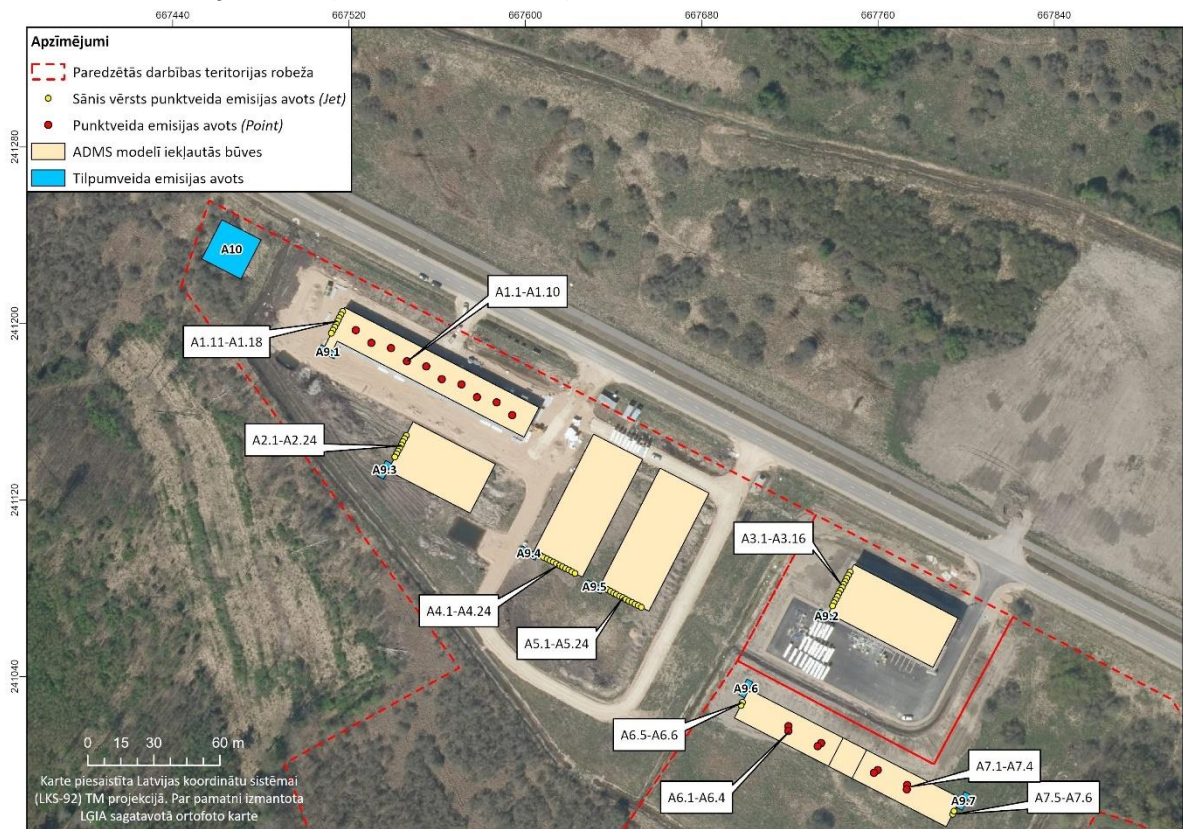 667440 667520 667600 667680 667760 667840
Apzīmējumi
Paredzētās darbības teritorijas robeža
Sānis vērsts punktveida emisijas avots (Jet)
Punktveida emisijas avots (Point)
ADMS modelī iekļautās būves
Tilpumveida emisijas avots
241280
241200
241120
241040
A10
A1.1-A1.10
A1.11-A1.18
A9.1
A2.1-A2.24
A9.3
A3.1-A3.16
A9.4
A9.5
A9.2
A4.1-A4.24
A5.1-A5.24
A9.6
A6.5-A6.6
A6.1-A6.4
A7.1-A7.4
A9.7
A7.5-A7.6
0 15 30 60 m
Karte piesaistīta Latvijas koordinātu sistēmai
(LKS-92) TM projekcijā. Par pamatni izmantota
LĢIA sagatavotā ortofoto karte